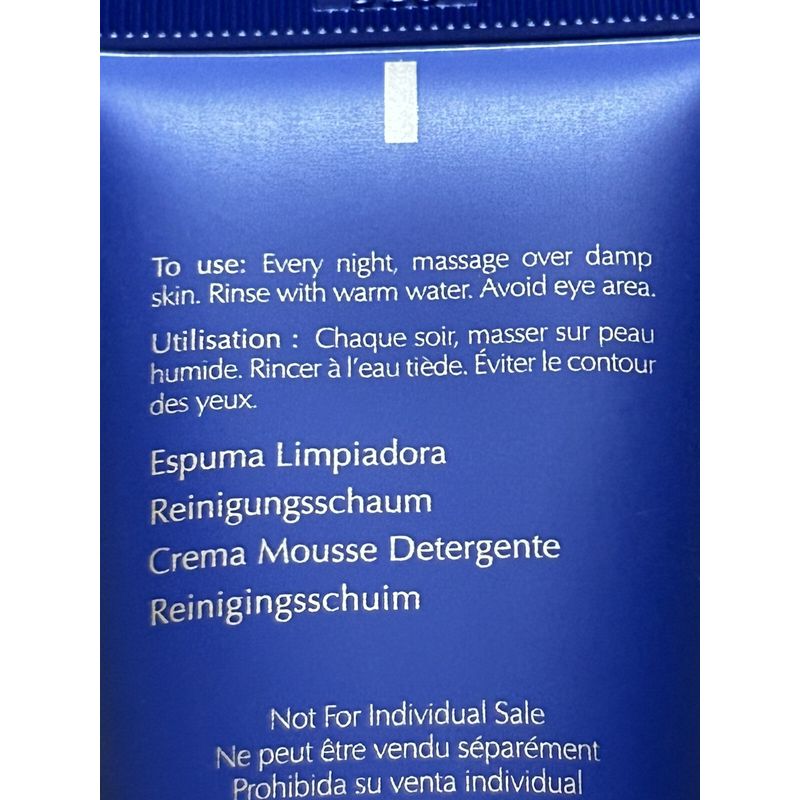 To use: Every night, massage over damp
skin. Rinse with warm water. Avoid eye area.
Utilisation : Chaque soir, masser sur peau
humide. Rincer à l'eau tiède. Éviter le contour
des yeux.
Espuma Limpiadora
Reinigungsschaum
Crema Mousse Detergente
Reinigingsschuim
Not For Individual Sale
Ne peut être vendu séparément
Prohibida su venta individual